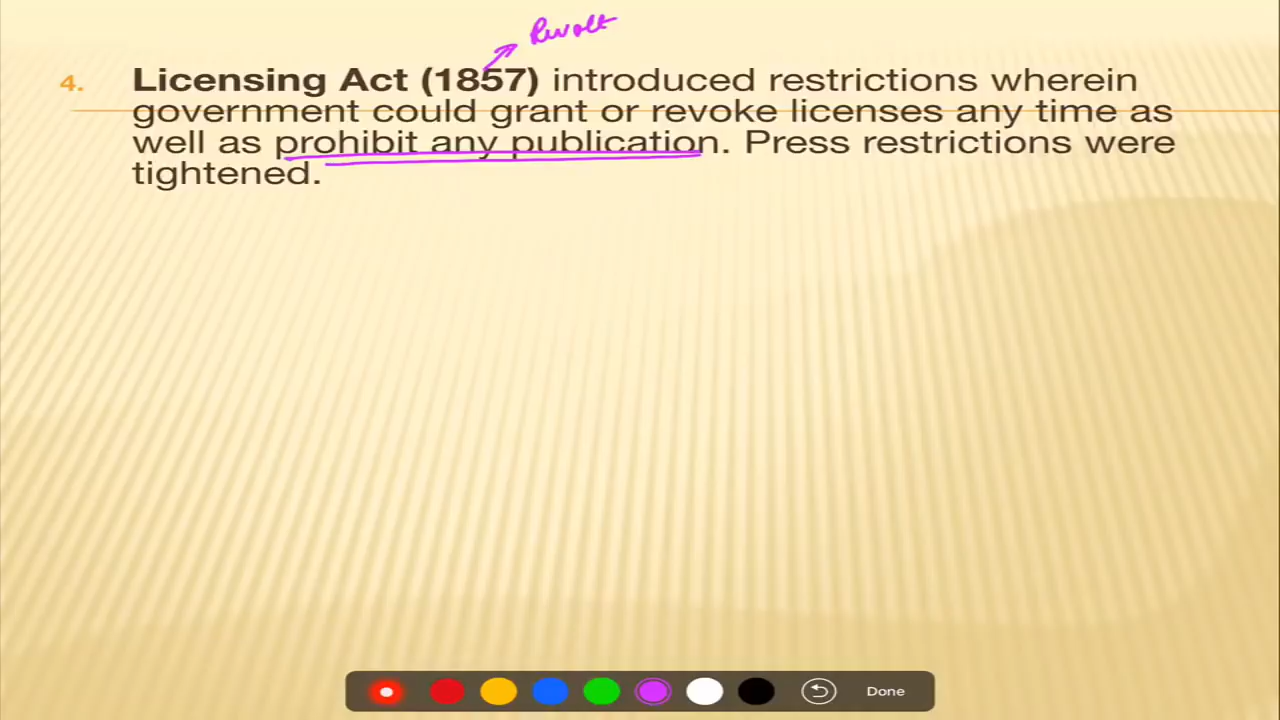 Revolt
4. Licensing Act (1857) introduced restrictions wherein
government could grant or revoke licenses any time as
well as prohibit any publication. Press restrictions were
tightened.
Done